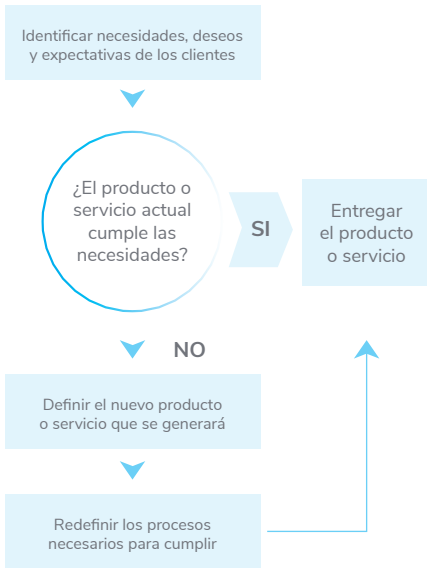 Identificar necesidades, deseos
y expectativas de los clientes
¿El producto o
servicio actual
cumple las
necesidades?
SI
Entregar
el producto
o servicio
NO
Definir el nuevo producto
o servicio que se generará
Redefinir los procesos
necesarios para cumplir